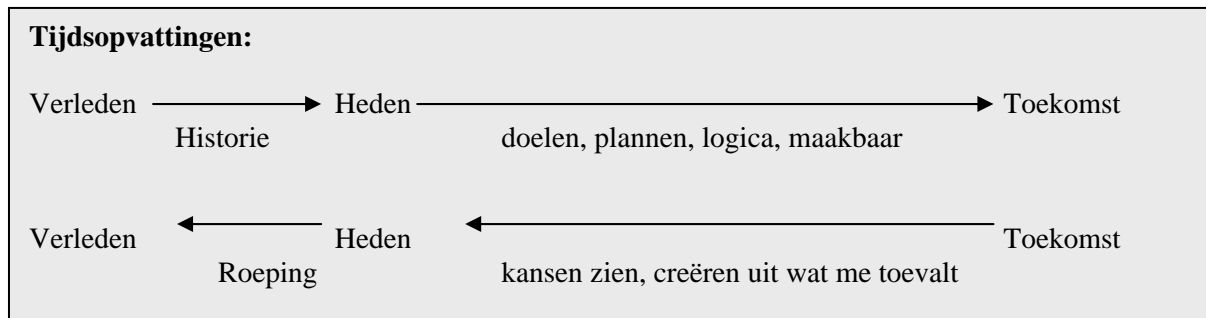 Tijdsopvattingen:
Verleden Heden Toekomst
Historie doelen, plannen, logica, maakbaar
Verleden Heden Toekomst
Roeping kansen zien, creëren uit wat me toevalt